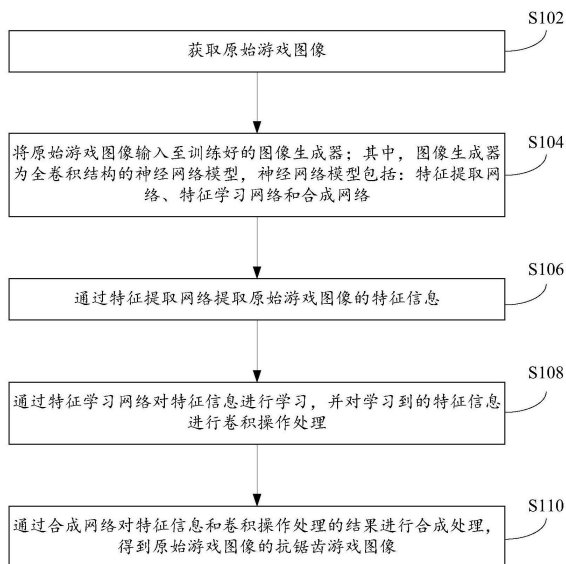 S102
获取原始游戏图像
S104
将原始游戏图像输入至训练好的图像生成器；其中，图像生成器
为全卷积结构的神经网络模型，神经网络模型包括：特征提取网
络、特征学习网络和合成网络
S106
通过特征提取网络提取原始游戏图像的特征信息
S108
通过特征学习网络对特征信息进行学习，并对学习到的特征信息
进行卷积操作处理
S110
通过合成网络对特征信息和卷积操作处理的结果进行合成处理，
得到原始游戏图像的抗锯齿游戏图像